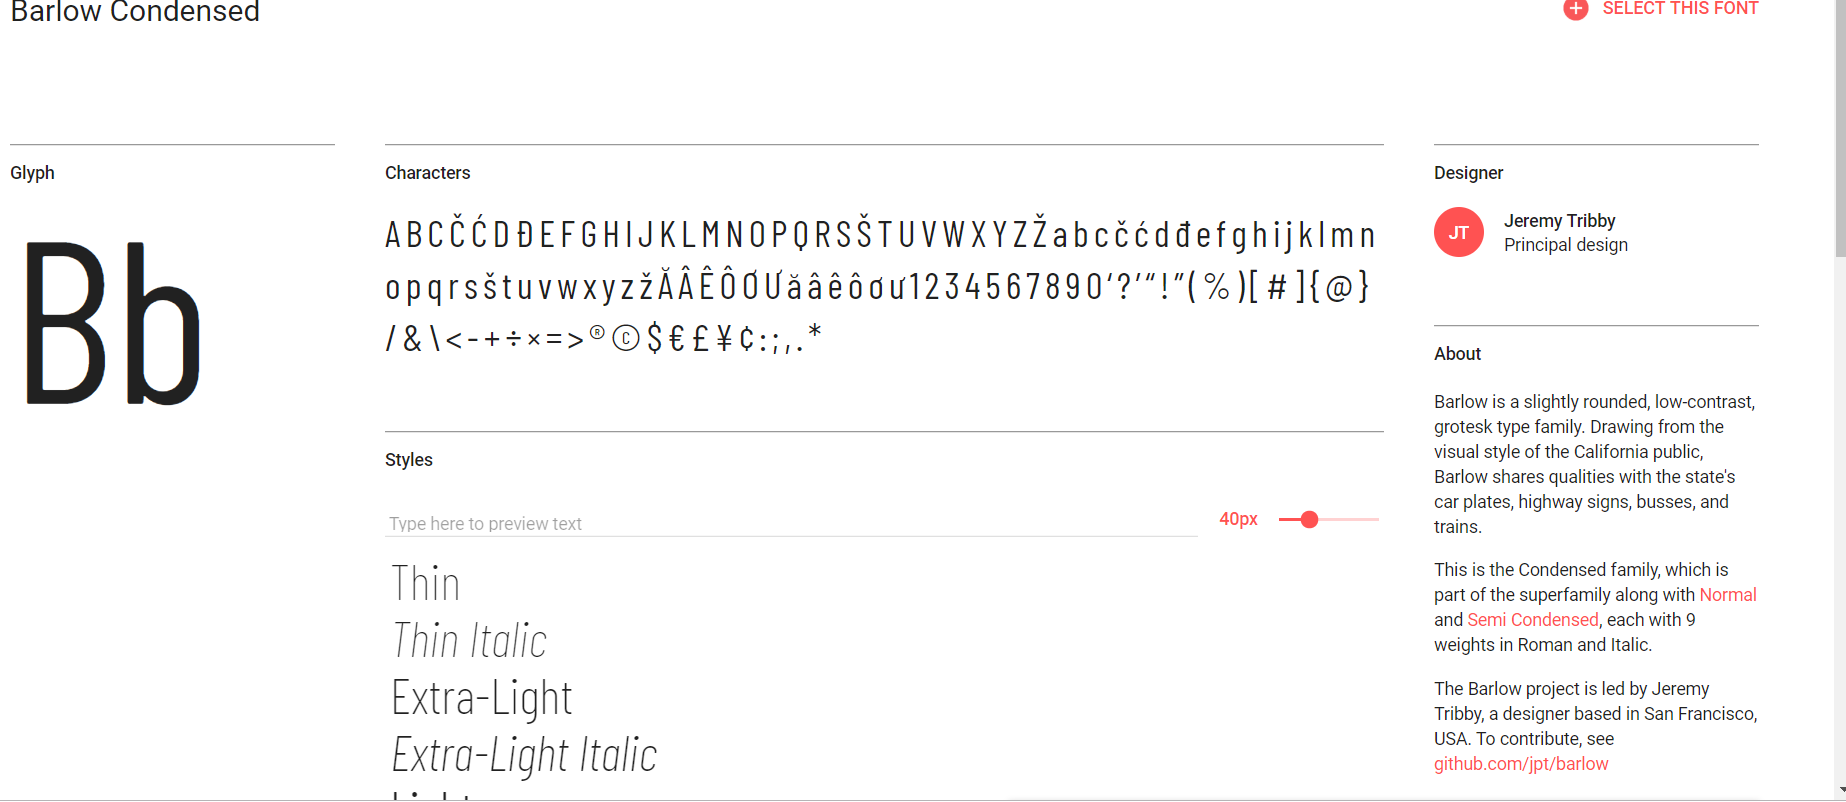 Barlow Condensed
SELECT THIS FONT
Glyph
Bb
Characters
ABCČĆDĐEFGHIJKLMNOPQRSŠTUVWXYZŽabcčćdđefghijklmn
opqrsštuvwxyzžĂÂÊÔƠƯăâêôơư1234567890‘?’“!”(%)[#]{@}
/&\<-+÷×=>®©$€£¥¢:;,.*
Styles
Type here to preview text
40px
Thin
Thin Italic
Extra-Light
Extra-Light Italic
Light
Designer
JT
Jeremy Tribby
Principal design
About
Barlow is a slightly rounded, low-contrast,
grotesk type family. Drawing from the
visual style of the California public,
Barlow shares qualities with the state's
car plates, highway signs, busses, and
trains.
This is the Condensed family, which is
part of the superfamily along with Normal
and Semi Condensed, each with 9
weights in Roman and Italic.
The Barlow project is led by Jeremy
Tribby, a designer based in San Francisco,
USA. To contribute, see
github.com/jpt/barlow